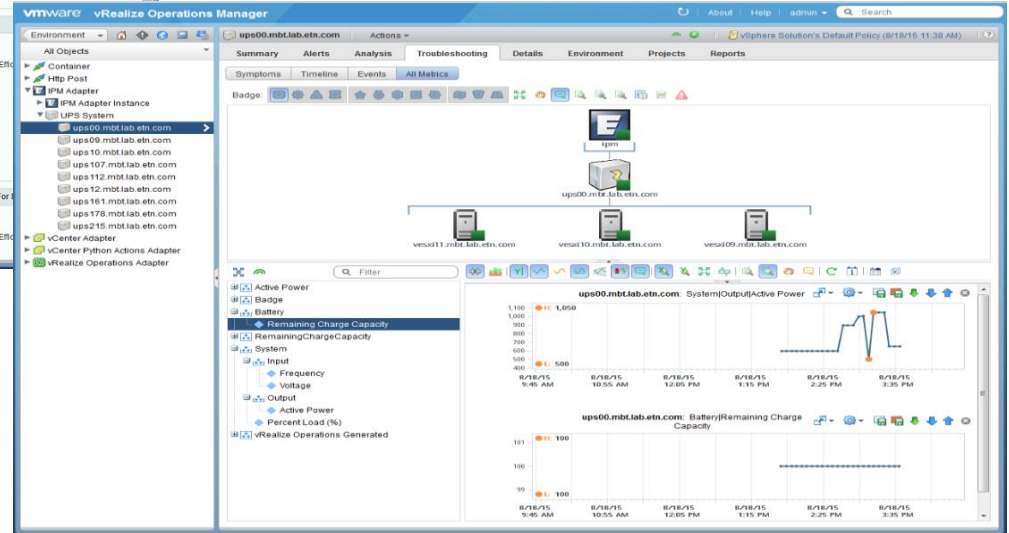 vmware vRealize Operations Manager
About Help admin Search
Environment
ups00.mbt.lab.etn.com Actions
vSphere Solution's Default Policy (8/18/15 11:38 AM)
All Objects
Summary Alerts Analysis Troubleshooting Details Environment Projects Reports
Container
Http Post
IPM Adapter
IPM Adapter Instance
UPS System
ups00.mbt.lab.etn.com
ups09.mbt.lab.etn.com
ups10.mbt.lab.etn.com
ups107.mbt.lab.etn.com
ups112.mbt.lab.etn.com
ups12.mbt.lab.etn.com
ups161.mbt.lab.etn.com
ups178.mbt.lab.etn.com
ups215.mbt.lab.etn.com
vCenter Adapter
vCenter Python Actions Adapter
vRealize Operations Adapter
Symptoms Timeline Events All Metrics
Badge:
ipm
ups00.mbt.lab.etn.com
vesxi11.mbt.lab.etn.com vesxi10.mbt.lab.etn.com vesxi09.mbt.lab.etn.com
Filter
Active Power
Badge
Battery
Remaining Charge Capacity
RemainingChargeCapacity
System
Input
Frequency
Voltage
Output
Active Power
Percent Load (%)
vRealize Operations Generated
ups00.mbt.lab.etn.com: System|Output|Active Power
1,100 H: 1,050
1,000
900
800
700
600
500 L: 500
400
8/18/15 8/18/15 8/18/15 8/18/15 8/18/15 8/18/15
9:45 AM 10:55 AM 12:05 PM 1:15 PM 2:25 PM 3:35 PM
ups00.mbt.lab.etn.com: Battery|Remaining Charge
Capacity
101 H: 100
100
99 L: 100
8/18/15 8/18/15 8/18/15 8/18/15 8/18/15 8/18/15
9:45 AM 10:55 AM 12:05 PM 1:15 PM 2:25 PM 3:35 PM